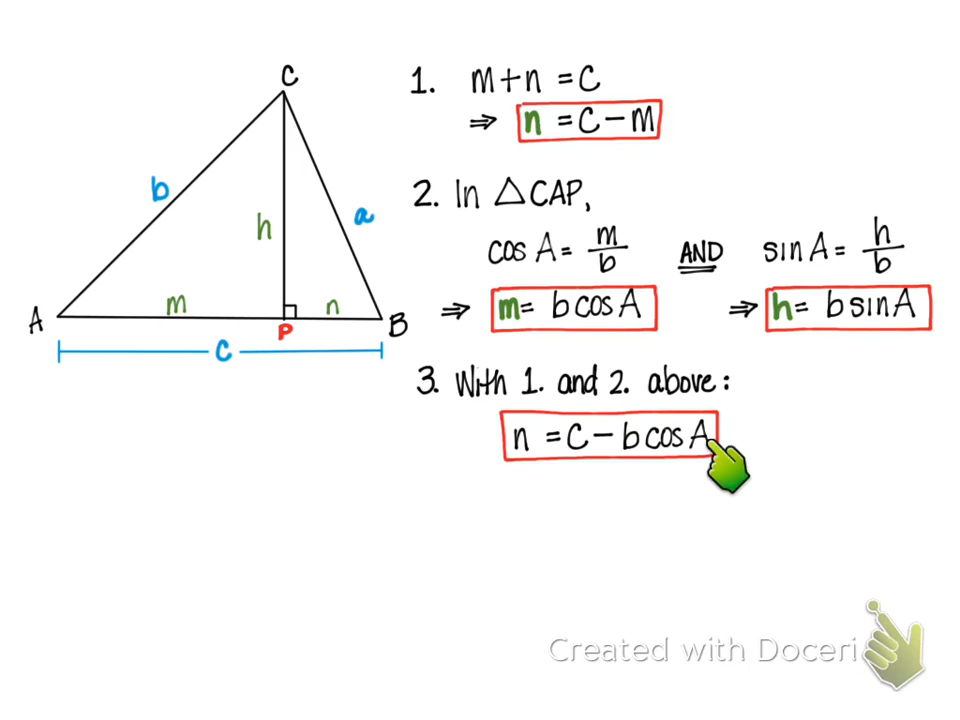 C
b
h
a
A
m
n
B
P
c
1. m+n = C
⇒ n = C − m
2. In △CAP,
cos A = m/b AND sin A = h/b
⇒ m = b cos A ⇒ h = b sin A
3. With 1. and 2. above:
n = C − b cos A
Created with Doceri